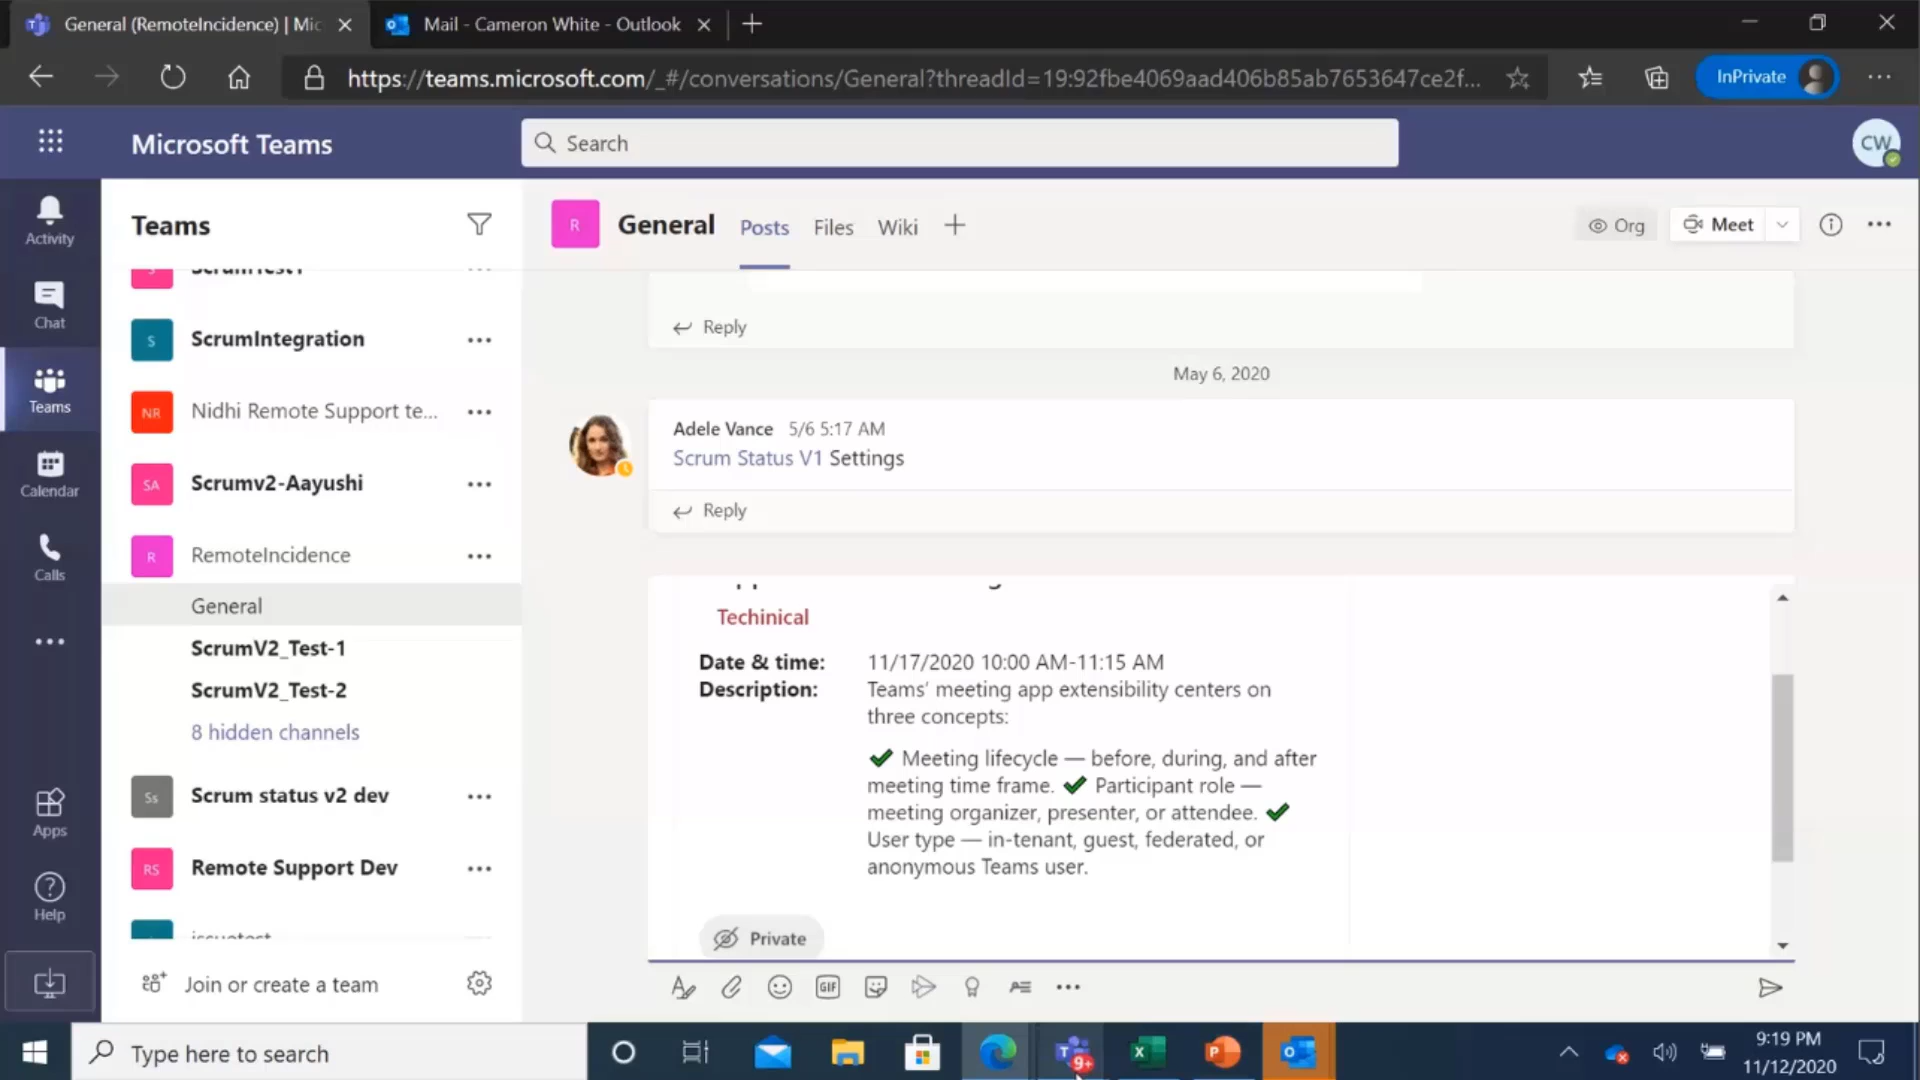 General (RemoteIncidence) | Mic
Mail - Cameron White - Outlook
https://teams.microsoft.com/_#/conversations/General?threadId=19:92fbe4069aad406b85ab7653647ce2f...
InPrivate
Microsoft Teams
Search
CW
Activity
Chat
Teams
Calendar
Calls
Apps
Help
Teams
ScrumTest1
S
ScrumIntegration
NR
Nidhi Remote Support te...
SA
Scrumv2-Aayushi
R
RemoteIncidence
General
ScrumV2_Test-1
ScrumV2_Test-2
8 hidden channels
Ss
Scrum status v2 dev
RS
Remote Support Dev
Join or create a team
R
General
Posts
Files
Wiki
Org
Meet
Reply
May 6, 2020
Adele Vance 5/6 5:17 AM
Scrum Status V1 Settings
Reply
Techinical
Date & time: 11/17/2020 10:00 AM-11:15 AM
Description: Teams' meeting app extensibility centers on
three concepts:
✔ Meeting lifecycle — before, during, and after
meeting time frame. ✔ Participant role —
meeting organizer, presenter, or attendee. ✔
User type — in-tenant, guest, federated, or
anonymous Teams user.
Private
GIF
Type here to search
9+
9:19 PM
11/12/2020